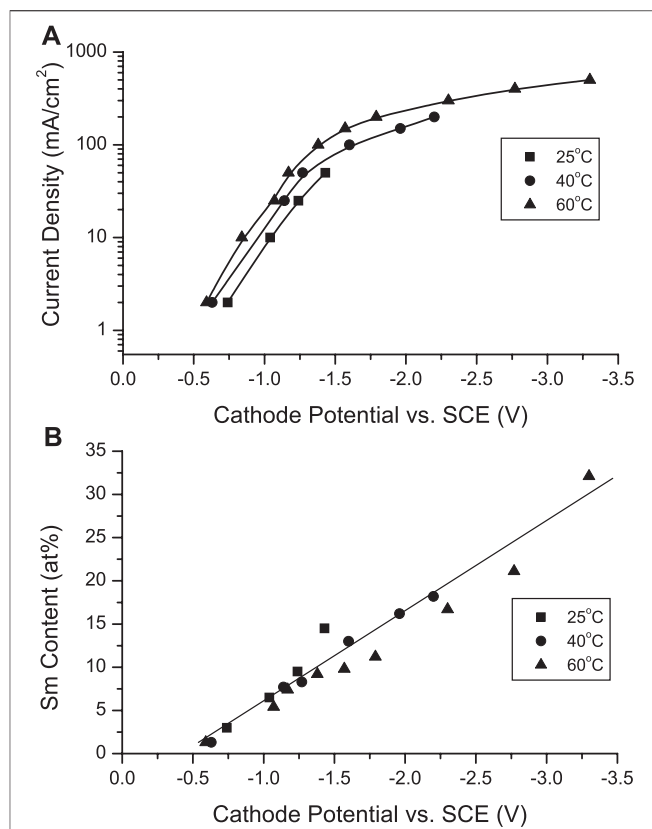 A
1000
100
10
1
Current Density (mA/cm²)
25°C
40°C
60°C
0.0 -0.5 -1.0 -1.5 -2.0 -2.5 -3.0 -3.5
Cathode Potential vs. SCE (V)
B
35
30
25
20
15
10
5
0
Sm Content (at%)
25°C
40°C
60°C
0.0 -0.5 -1.0 -1.5 -2.0 -2.5 -3.0 -3.5
Cathode Potential vs. SCE (V)